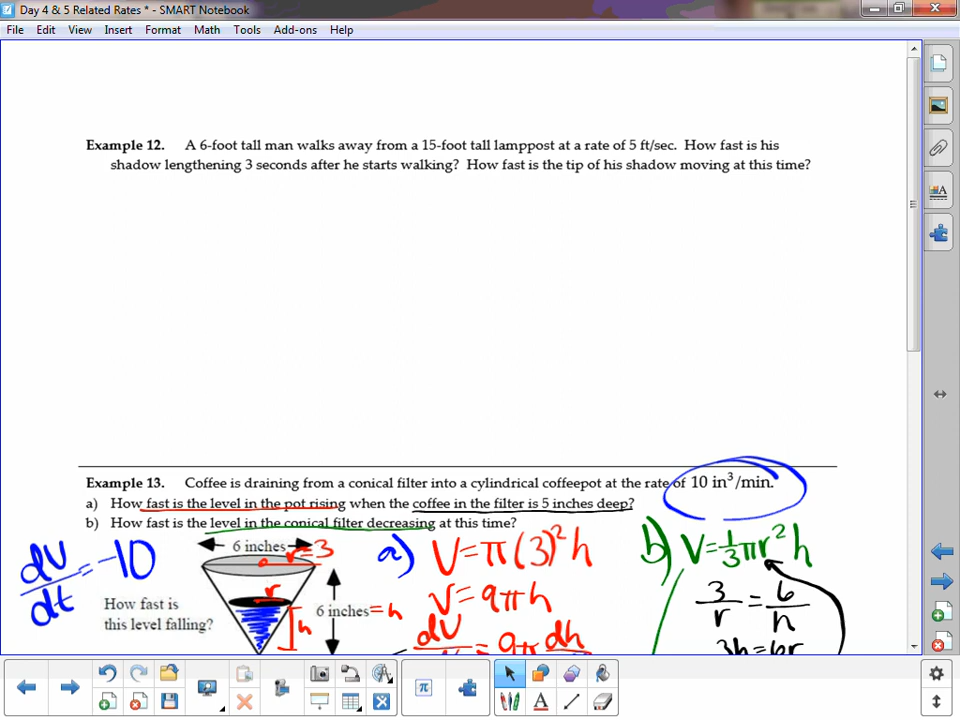 Day 4 & 5 Related Rates * - SMART Notebook
File Edit View Insert Format Math Tools Add-ons Help
Example 12. A 6-foot tall man walks away from a 15-foot tall lamppost at a rate of 5 ft/sec. How fast is his
shadow lengthening 3 seconds after he starts walking? How fast is the tip of his shadow moving at this time?
Example 13. Coffee is draining from a conical filter into a cylindrical coffeepot at the rate of 10 in³/min.
a) How fast is the level in the pot rising when the coffee in the filter is 5 inches deep?
b) How fast is the level in the conical filter decreasing at this time?
dV/dt = -10
6 inches
r=3
r
How fast is
this level falling?
6 inches = h
h
a) V=π(3)²h
V=9πh
dV = 9π dh
b) V=⅓πr²h
3/r = 6/h
3h=6r
π
A